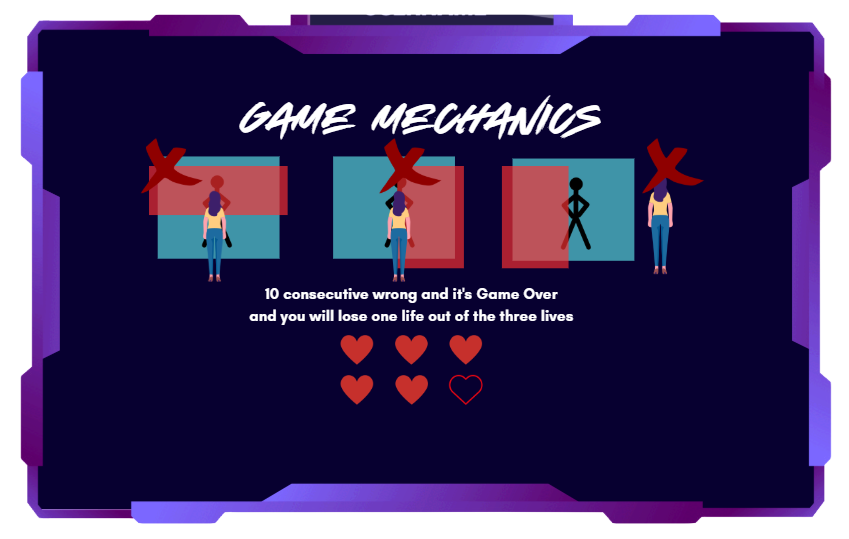 GAME MECHANICS
10 consecutive wrong and it's Game Over
and you will lose one life out of the three lives